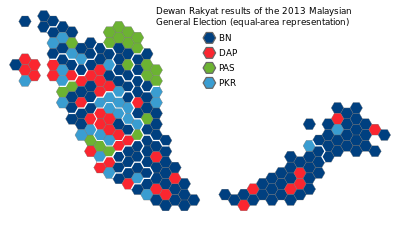 Dewan Rakyat results of the 2013 Malaysian
General Election (equal-area representation)
BN
DAP
PAS
PKR